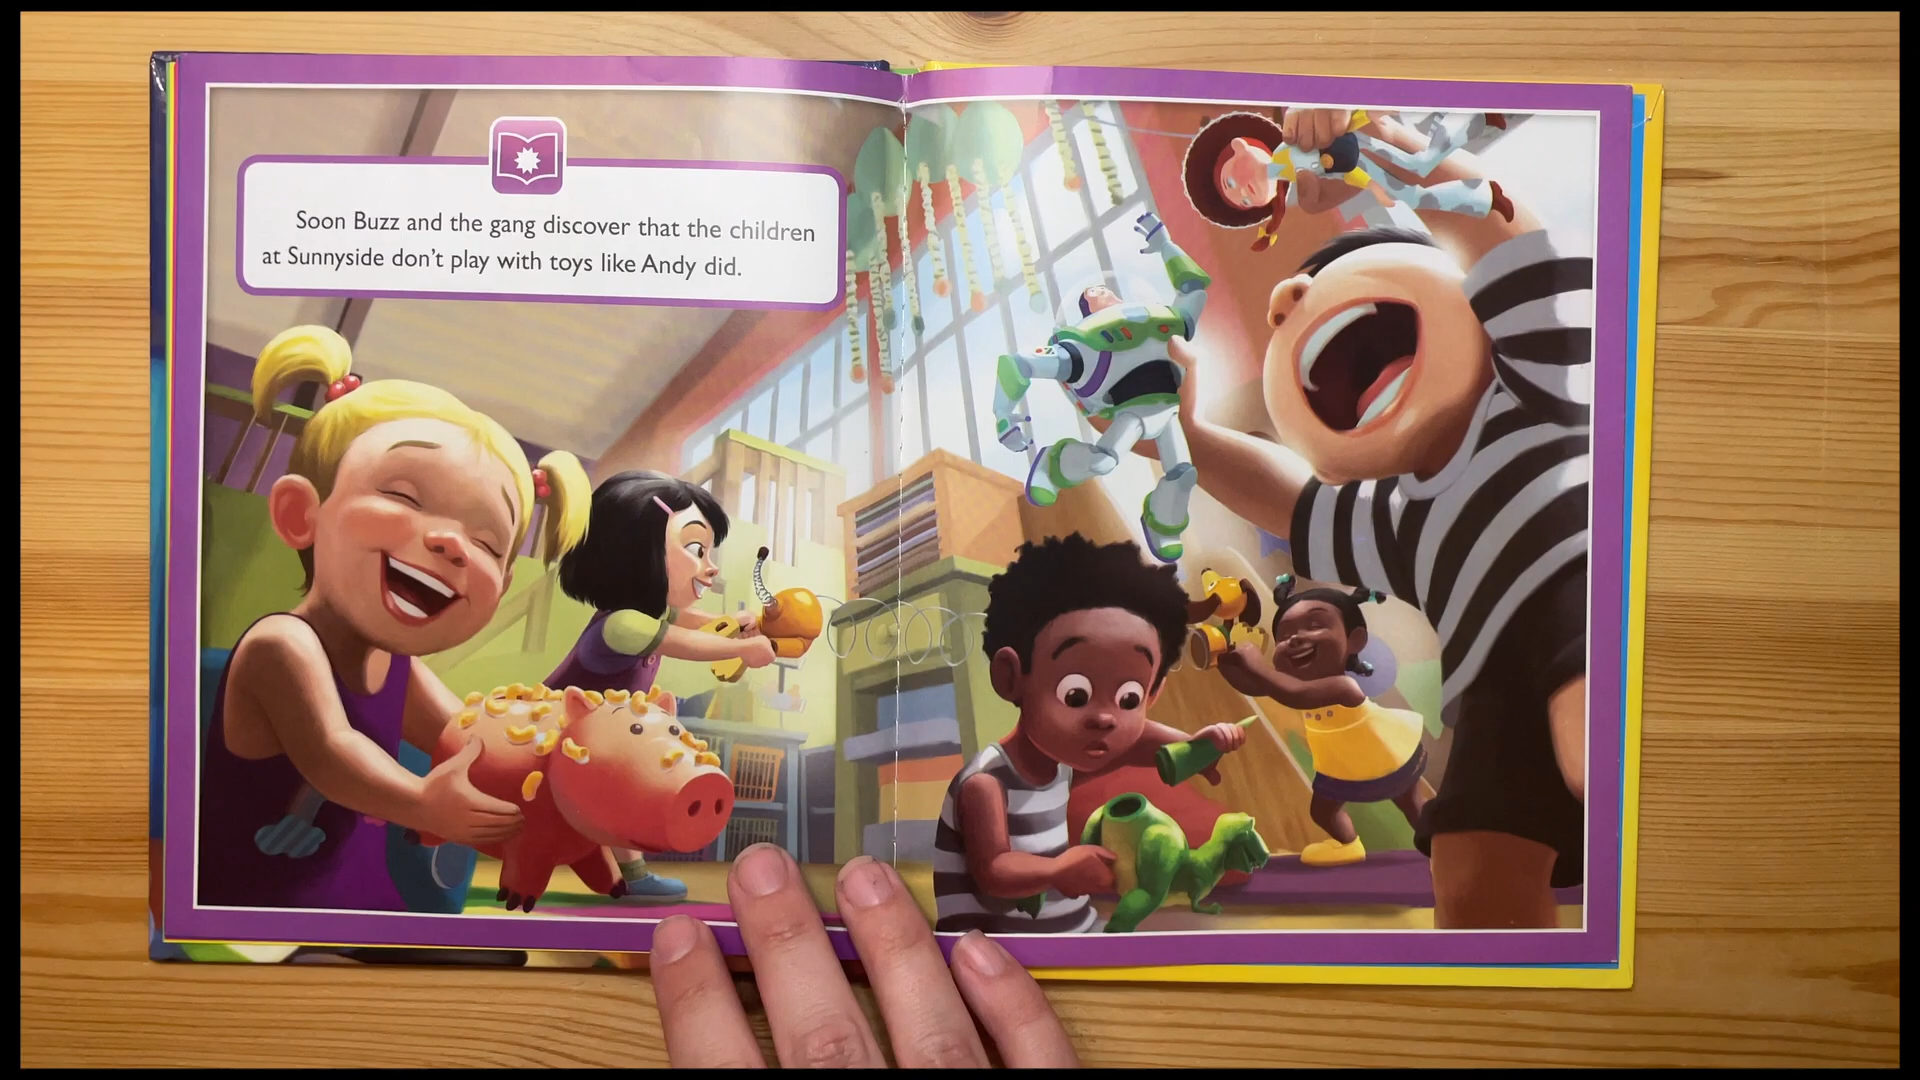 Soon Buzz and the gang discover that the children
at Sunnyside don't play with toys like Andy did.